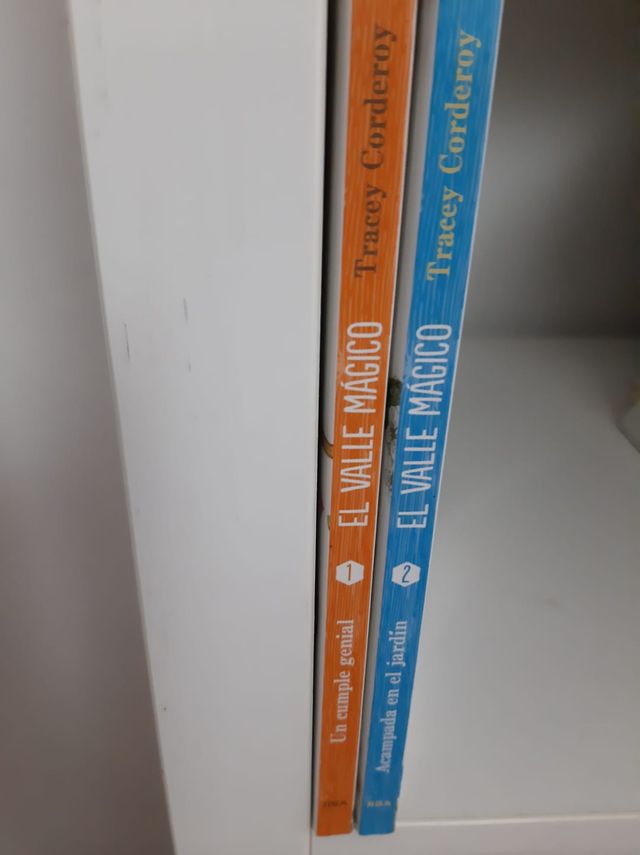 Un cumple genial
1
EL VALLE MÁGICO
Tracey Corderoy
RBA
Acampada en el jardín
2
EL VALLE MÁGICO
Tracey Corderoy
RBA